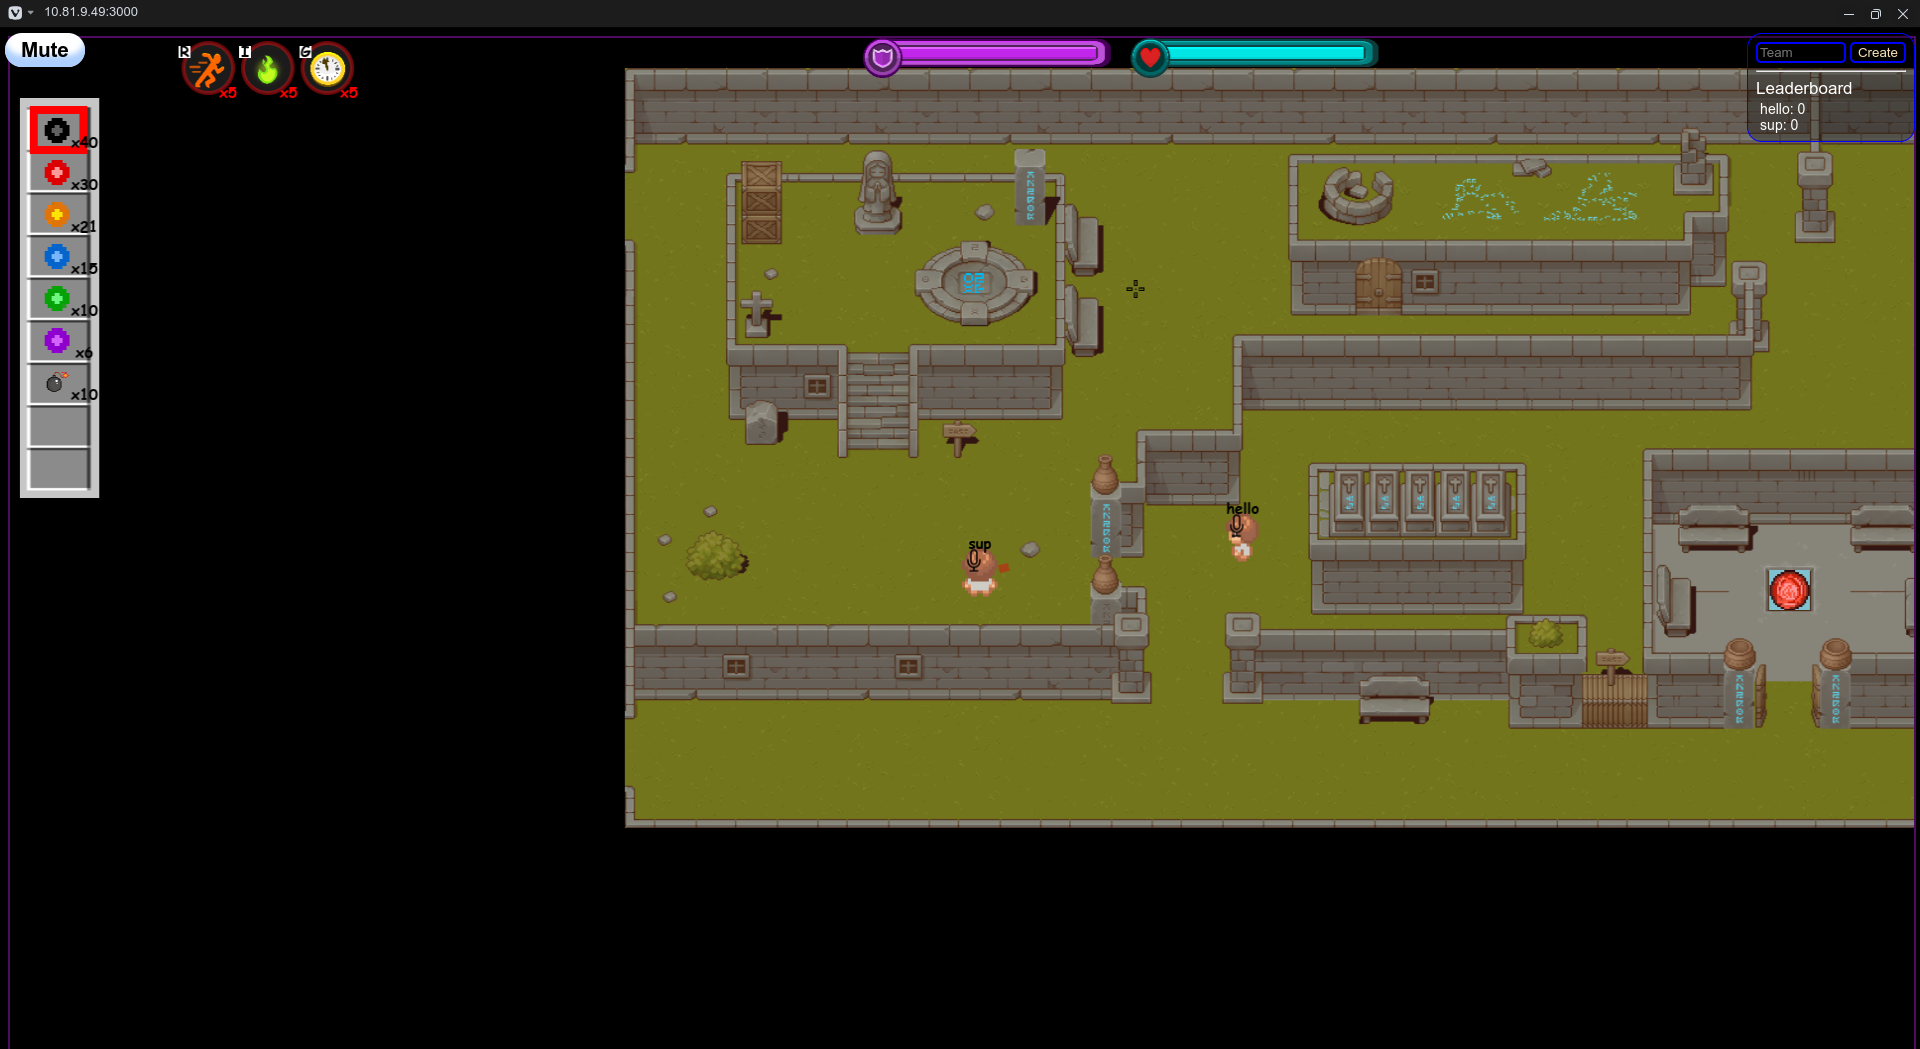 10.81.9.49:3000
Mute
R
I
G
x5
x5
x5
Team
Create
Leaderboard
hello: 0
sup: 0
x40
x30
x21
x15
x10
x6
x10
hello
sup